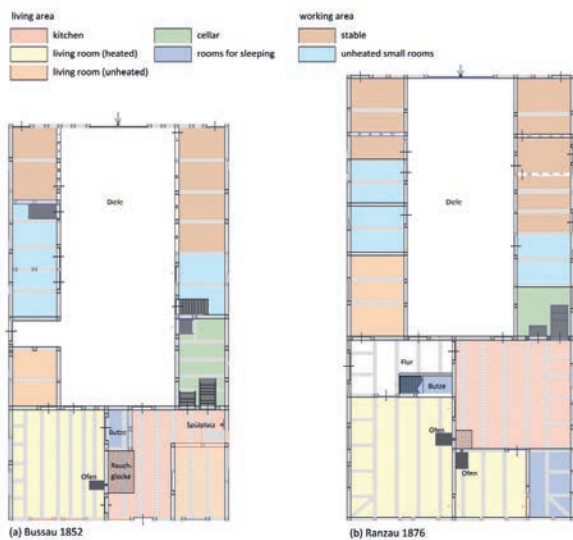 living area
working area
kitchen
cellar
stable
living room (heated)
rooms for sleeping
unheated small rooms
living room (unheated)
Diele
Diele
Flur
Butze
Butze
Spülplatz
Ofen
Rauch-
glocke
Ofen
Ofen
(a) Bussau 1852
(b) Ranzau 1876